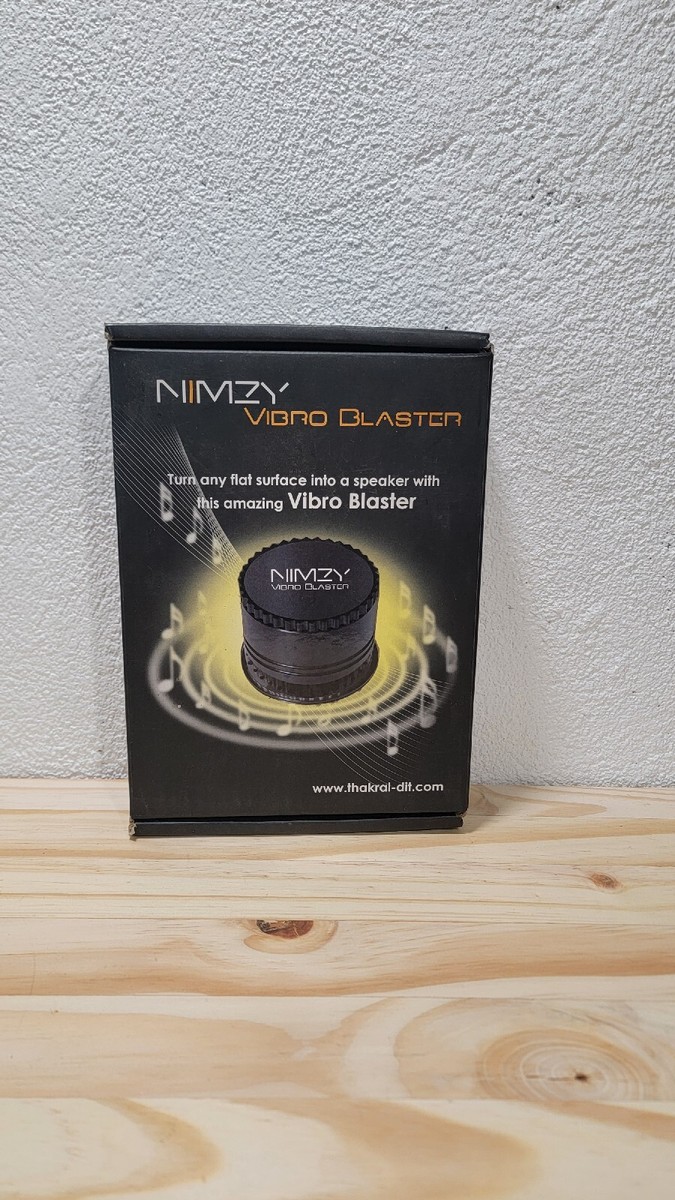 NIMZY
VIBRO BLASTER
Turn any flat surface into a speaker with
this amazing Vibro Blaster
NIMZY
VIBRO BLASTER
www.thakral-dit.com